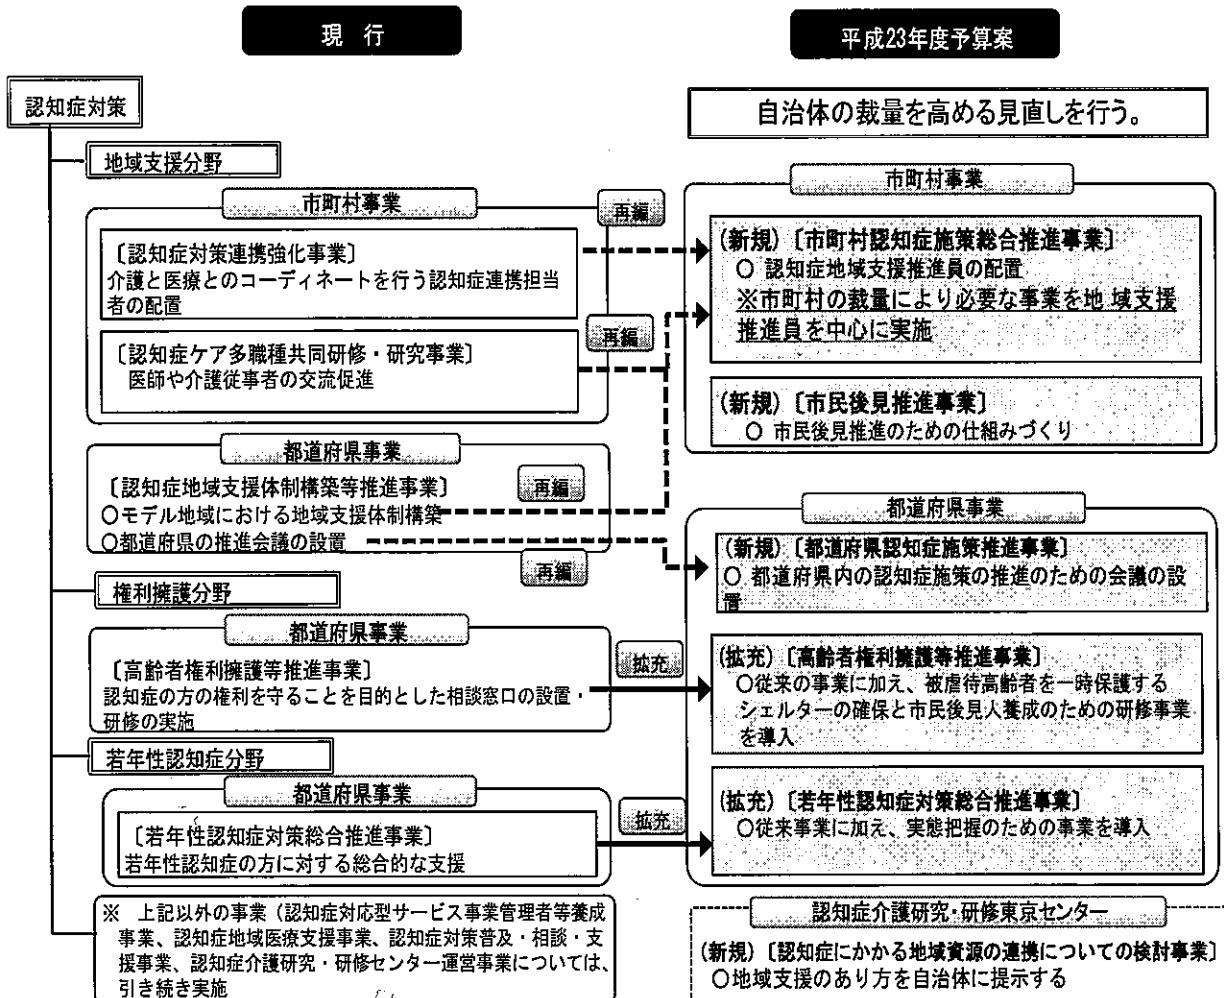 現 行
認知症対策
地域支援分野
市町村事業
再編
〔認知症対策連携強化事業〕
介護と医療とのコーディネートを行う認知症連携担当
者の配置
再編
〔認知症ケア多職種共同研修・研究事業〕
医師や介護従事者の交流促進
都道府県事業
〔認知症地域支援体制構築等推進事業〕
再編
○モデル地域における地域支援体制構築
○都道府県の推進会議の設置
再編
権利擁護分野
都道府県事業
拡充
〔高齢者権利擁護等推進事業〕
認知症の方の権利を守ることを目的とした相談窓口の設置・
研修の実施
若年性認知症分野
都道府県事業
拡充
〔若年性認知症対策総合推進事業〕
若年性認知症の方に対する総合的な支援
※ 上記以外の事業（認知症対応型サービス事業管理者等養成
事業、認知症地域医療支援事業、認知症対策普及・相談・支
援事業、認知症介護研究・研修センター運営事業については、
引き続き実施
平成23年度予算案
自治体の裁量を高める見直しを行う。
市町村事業
(新規)〔市町村認知症施策総合推進事業〕
○ 認知症地域支援推進員の配置
※市町村の裁量により必要な事業を地 域支援
推進員を中心に実施
(新規)〔市民後見推進事業〕
○ 市民後見推進のための仕組みづくり
都道府県事業
(新規)〔都道府県認知症施策推進事業〕
○ 都道府県内の認知症施策の推進のための会議の設
置
(拡充)〔高齢者権利擁護等推進事業〕
○従来の事業に加え、被虐待高齢者を一時保護する
シェルターの確保と市民後見人養成のための研修事業
を導入
(拡充)〔若年性認知症対策総合推進事業〕
○従来事業に加え、実態把握のための事業を導入
認知症介護研究・研修東京センター
(新規)〔認知症にかかる地域資源の連携についての検討事業〕
○地域支援のあり方を自治体に提示する